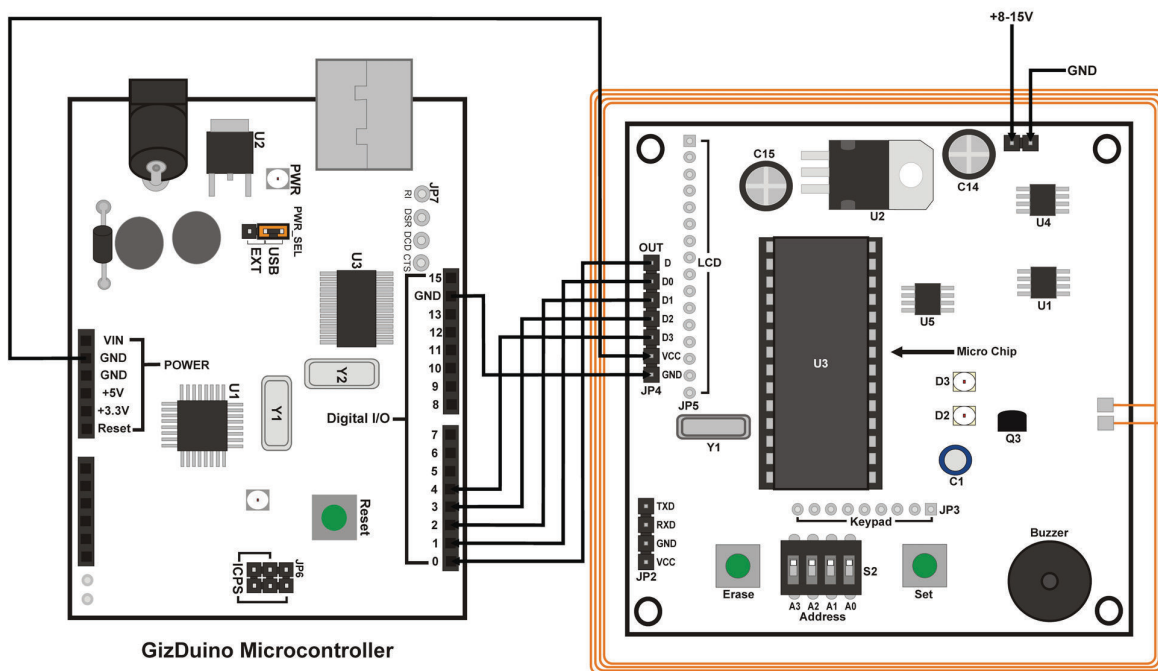 +8-15V
GND
U2
PWR
PWR_SEL
USB
EXT
JP7
RI
DSR
DCD
CTS
U3
15
GND
13
12
11
10
9
8
7
6
5
4
3
2
1
0
Digital I/O
VIN
GND
GND
+5V
+3.3V
Reset
POWER
U1
Y1
Y2
Reset
ICPS
JP6
GizDuino Microcontroller
OUT
D
D0
D1
D2
D3
VCC
GND
JP4
LCD
JP5
C15
U2
C14
U4
U1
U5
U3
Micro Chip
D3
D2
Q3
C1
Y1
TXD
RXD
GND
VCC
JP2
JP3
Keypad
Erase
S2
A3 A2 A1 A0
Address
Set
Buzzer